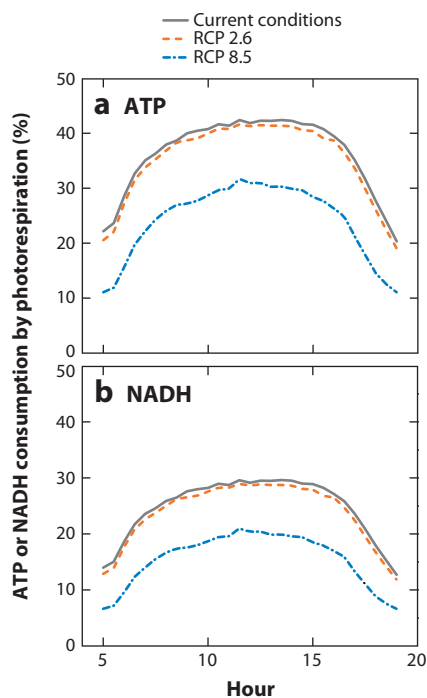 Current conditions
RCP 2.6
RCP 8.5
ATP or NADH consumption by photorespiration (%)
a ATP
50
40
30
20
10
0
b NADH
50
40
30
20
10
0
5 10 15 20
Hour